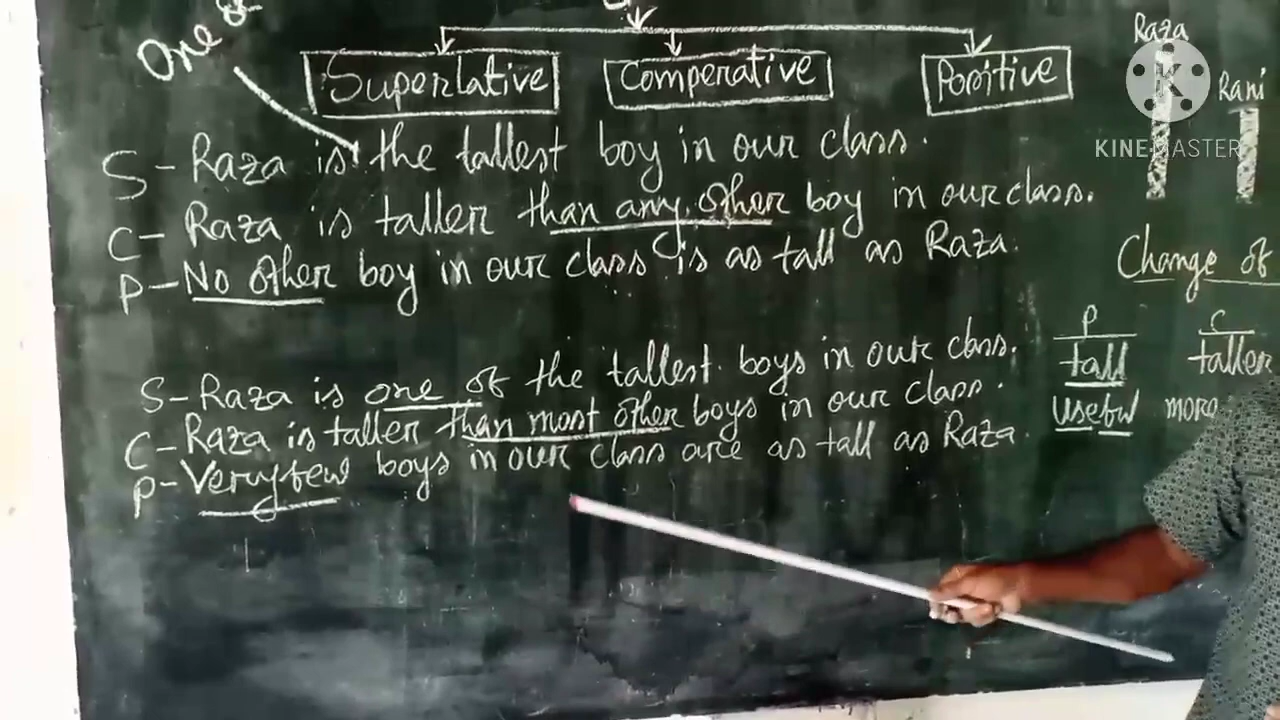 One of
Superlative Comperative Positive
Raza
Rani
K
KINEMASTER
S - Raza is the tallest boy in our class.
C - Raza is taller than any other boy in our class.
P - No other boy in our class is as tall as Raza.
S - Raza is one of the tallest boys in our class.
C - Raza is taller than most other boys in our class.
P - Very few boys in our class are as tall as Raza.
Change of
P C
tall taller
useful more